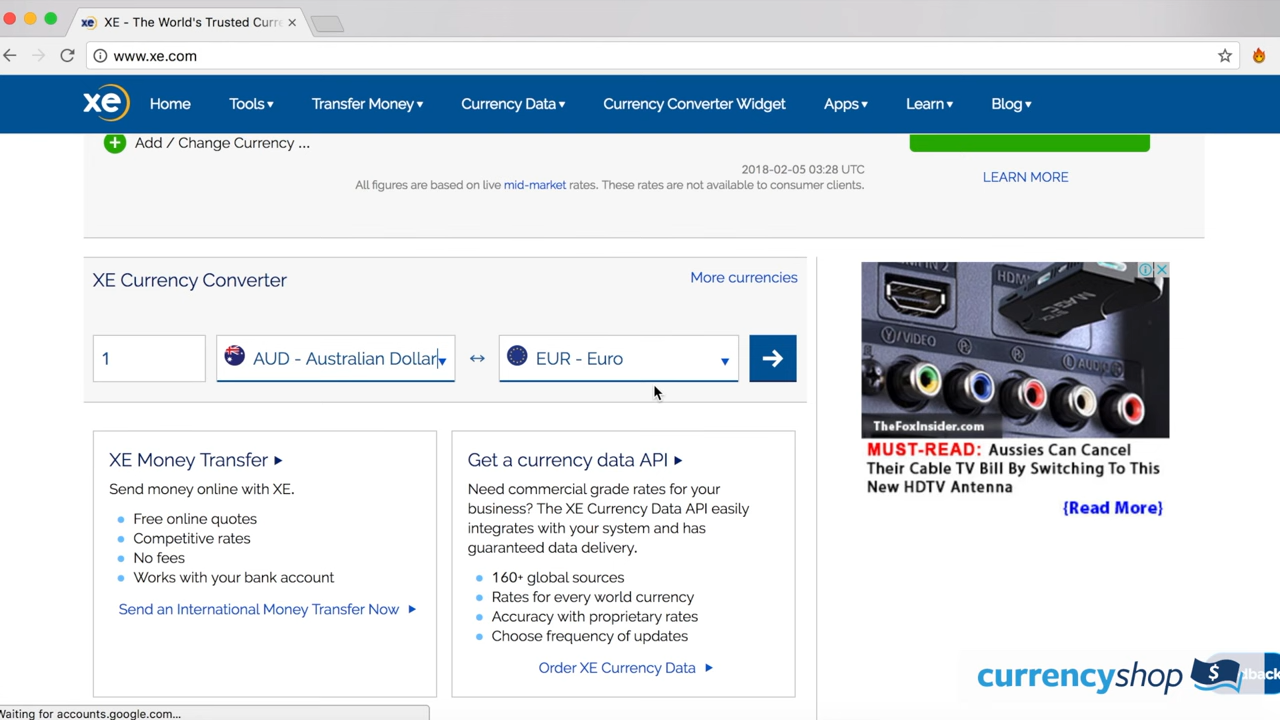 XE - The World's Trusted Curre
www.xe.com
xe Home Tools Transfer Money Currency Data Currency Converter Widget Apps Learn Blog
Add / Change Currency ...
2018-02-05 03:28 UTC
All figures are based on live mid-market rates. These rates are not available to consumer clients.
LEARN MORE
XE Currency Converter
More currencies
1
AUD - Australian Dollar
EUR - Euro
XE Money Transfer
Send money online with XE.
Free online quotes
Competitive rates
No fees
Works with your bank account
Send an International Money Transfer Now
Get a currency data API
Need commercial grade rates for your
business? The XE Currency Data API easily
integrates with your system and has
guaranteed data delivery.
160+ global sources
Rates for every world currency
Accuracy with proprietary rates
Choose frequency of updates
Order XE Currency Data
HDMI
Y/VIDEO
AUDIO
TheFoxInsider.com
MUST-READ: Aussies Can Cancel
Their Cable TV Bill By Switching To This
New HDTV Antenna
{Read More}
currencyshop $
dback
Waiting for accounts.google.com...